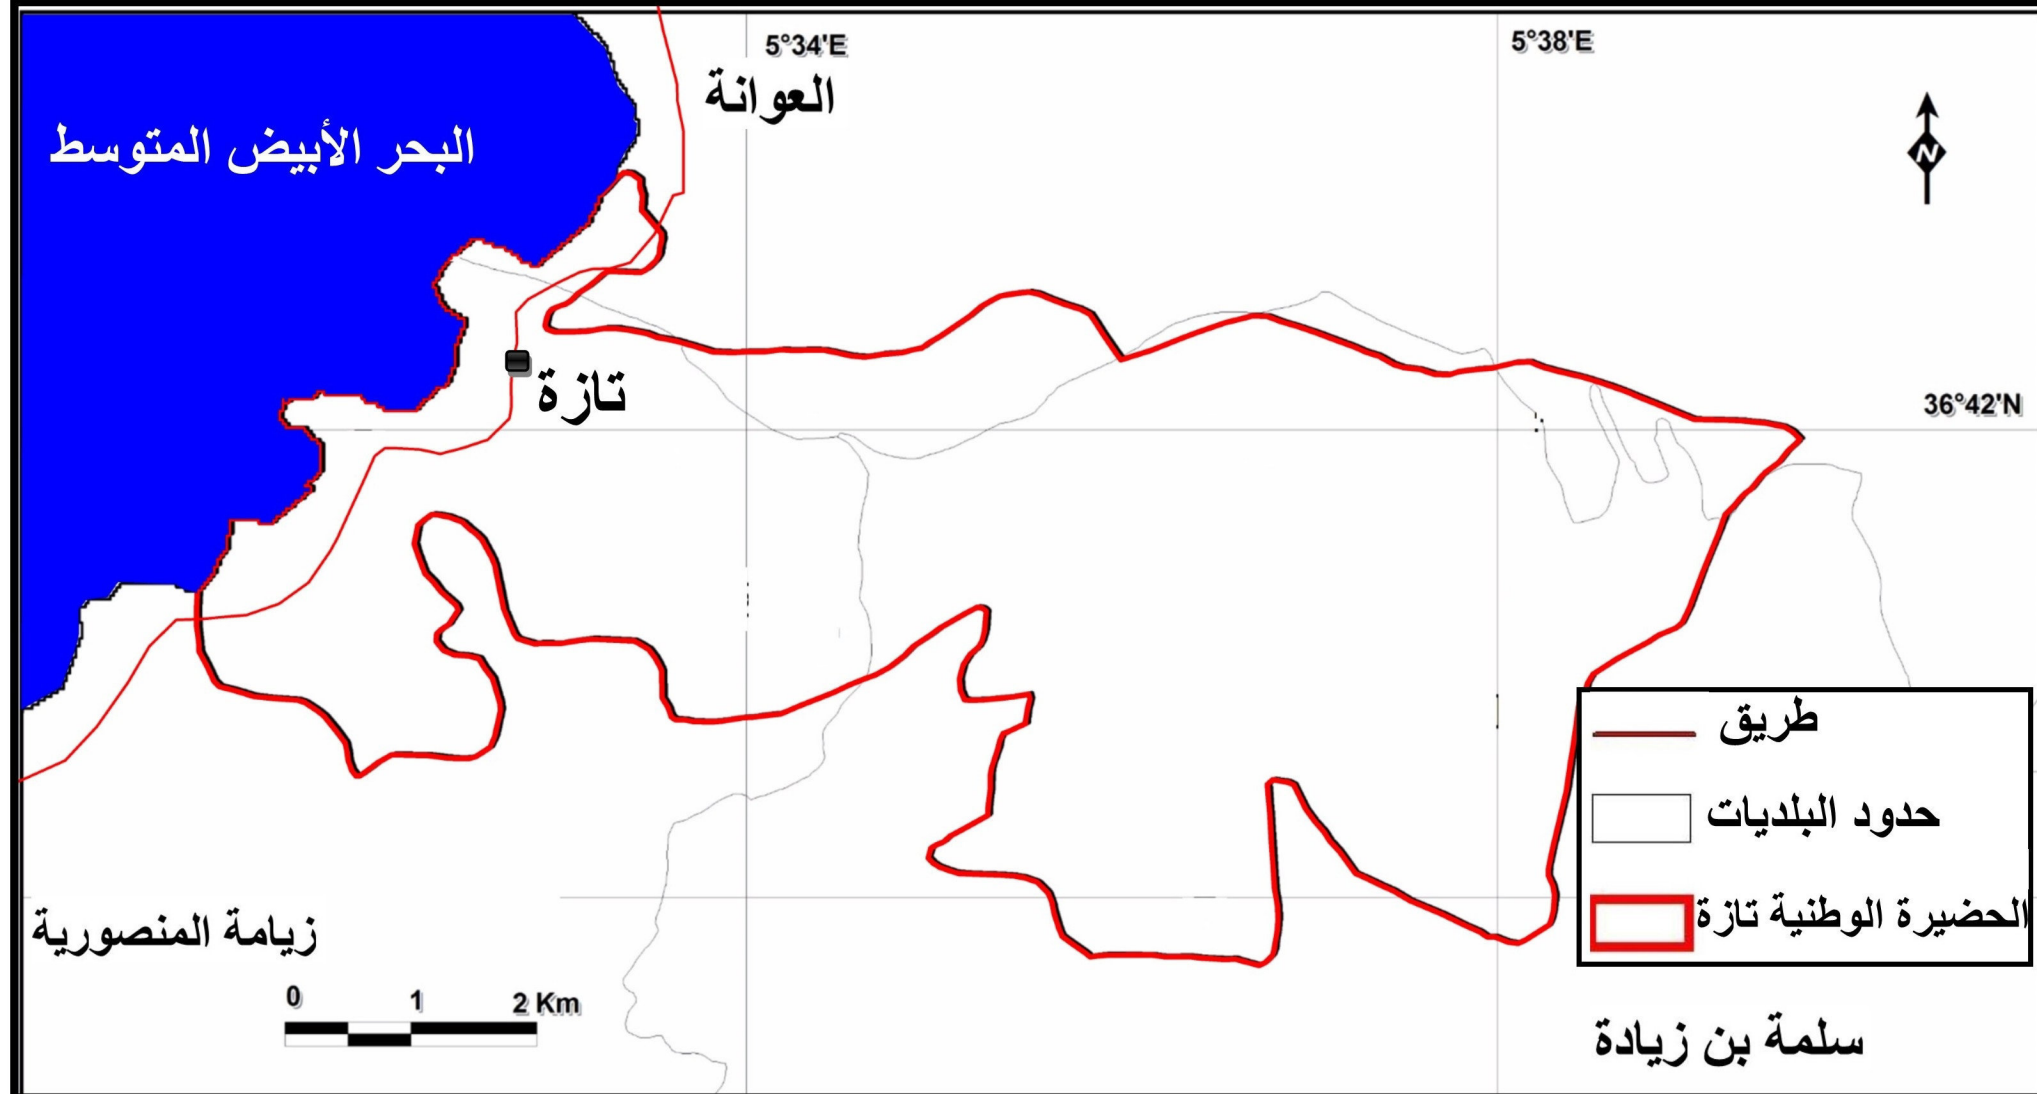 5°34'E
5°38'E
العوانة
البحر الأبيض المتوسط
N
تازة
36°42'N
طريق
حدود البلديات
الحضيرة الوطنية تازة
زيامة المنصورية
0 1 2 Km
سلمة بن زيادة